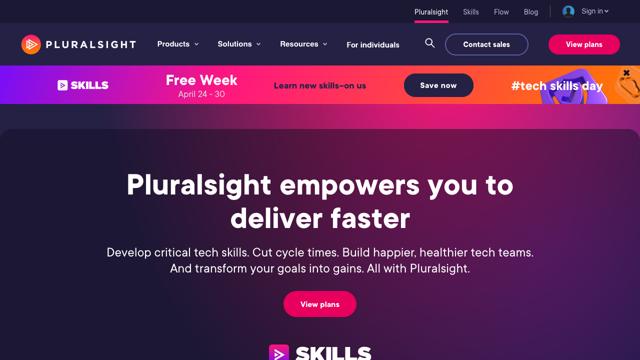 Pluralsight Skills Flow Blog Sign in
PLURALSIGHT Products Solutions Resources For individuals Contact sales View plans
SKILLS Free Week Learn new skills–on us Save now #tech skills day
April 24 - 30
Pluralsight empowers you to
deliver faster
Develop critical tech skills. Cut cycle times. Build happier, healthier tech teams.
And transform your goals into gains. All with Pluralsight.
View plans
SKILLS